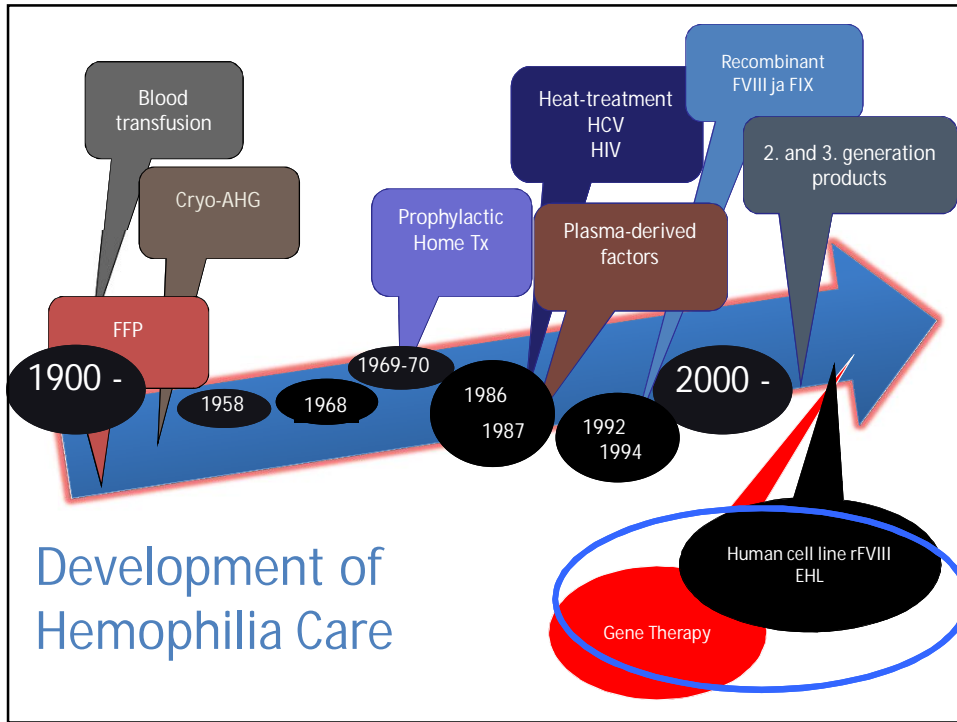 Blood
transfusion
Cryo-AHG
FFP
Prophylactic
Home Tx
Heat-treatment
HCV
HIV
Plasma-derived
factors
Recombinant
FVIII ja FIX
2. and 3. generation
products
1900 -
1958
1968
1969-70
1986
1987
1992
1994
2000 -
Human cell line rFVIII
EHL
Gene Therapy
Development of
Hemophilia Care